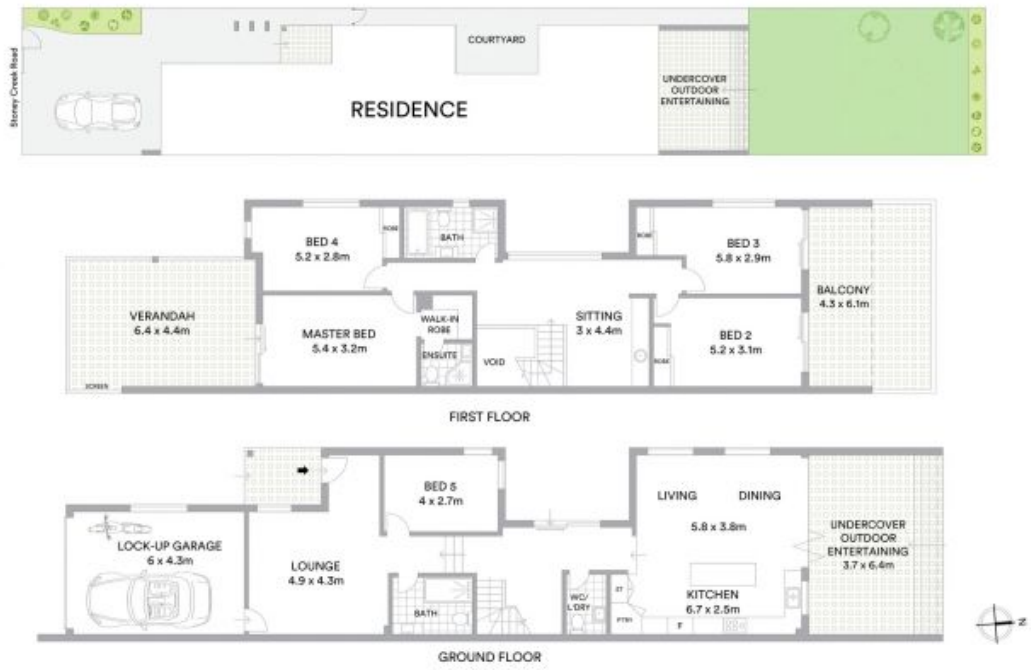 Stoney Creek Road
COURTYARD
RESIDENCE
UNDERCOVER
OUTDOOR
ENTERTAINING
BED 4
5.2 x 2.8m
ROBE
BATH
ROBE
BED 3
5.8 x 2.9m
VERANDAH
6.4 x 4.4m
SCREEN
MASTER BED
5.4 x 3.2m
WALK-IN
ROBE
ENSUITE
VOID
SITTING
3 x 4.4m
ROBE
BED 2
5.2 x 3.1m
BALCONY
4.3 x 6.1m
FIRST FLOOR
LOCK-UP GARAGE
6 x 4.3m
LOUNGE
4.9 x 4.3m
BED 5
4 x 2.7m
BATH
WC/
L'DRY
LIVING
DINING
5.8 x 3.8m
ST
PTRY
F
KITCHEN
6.7 x 2.5m
UNDERCOVER
OUTDOOR
ENTERTAINING
3.7 x 6.4m
N
GROUND FLOOR